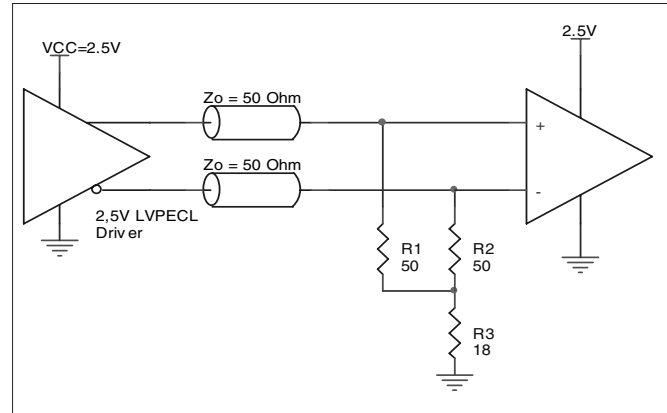 VCC=2.5V
2.5V
Zo = 50 Ohm
+
Zo = 50 Ohm
-
2,5V LVPECL
Driver
R1
50
R2
50
R3
18